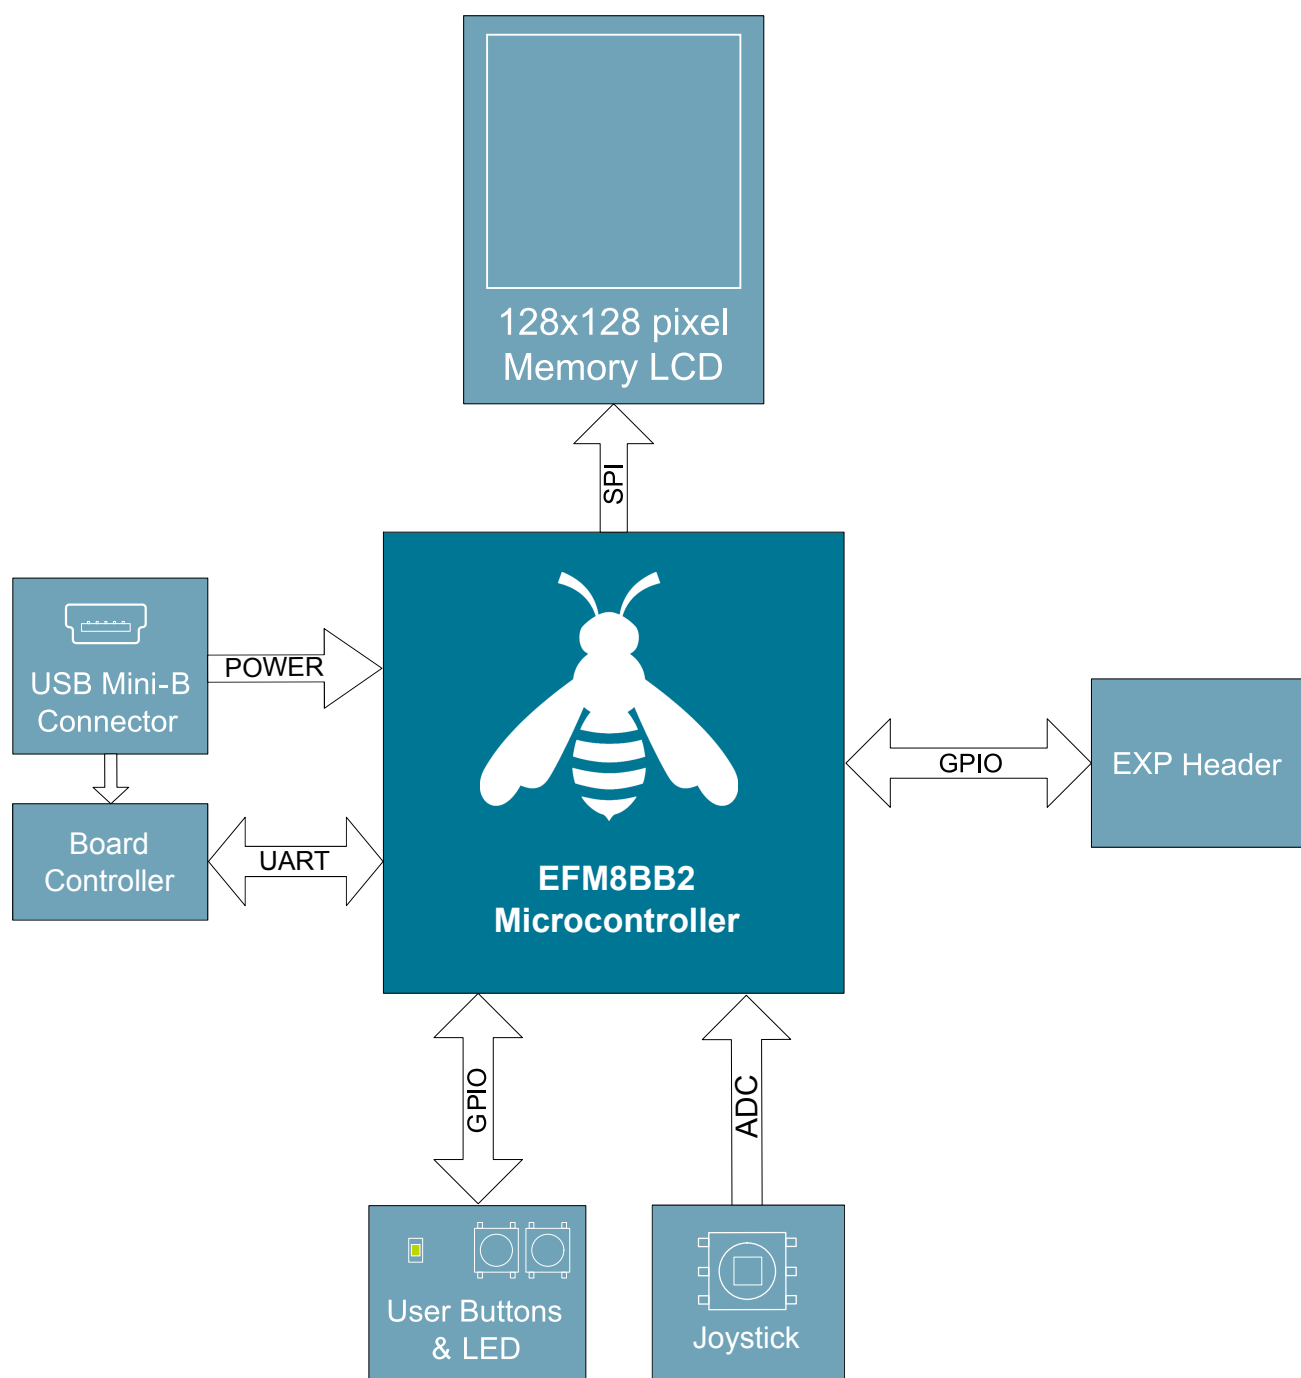 128x128 pixel
Memory LCD
SPI
USB Mini-B
Connector
POWER
Board
Controller
UART
EFM8BB2
Microcontroller
GPIO
EXP Header
GPIO
ADC
User Buttons
& LED
Joystick